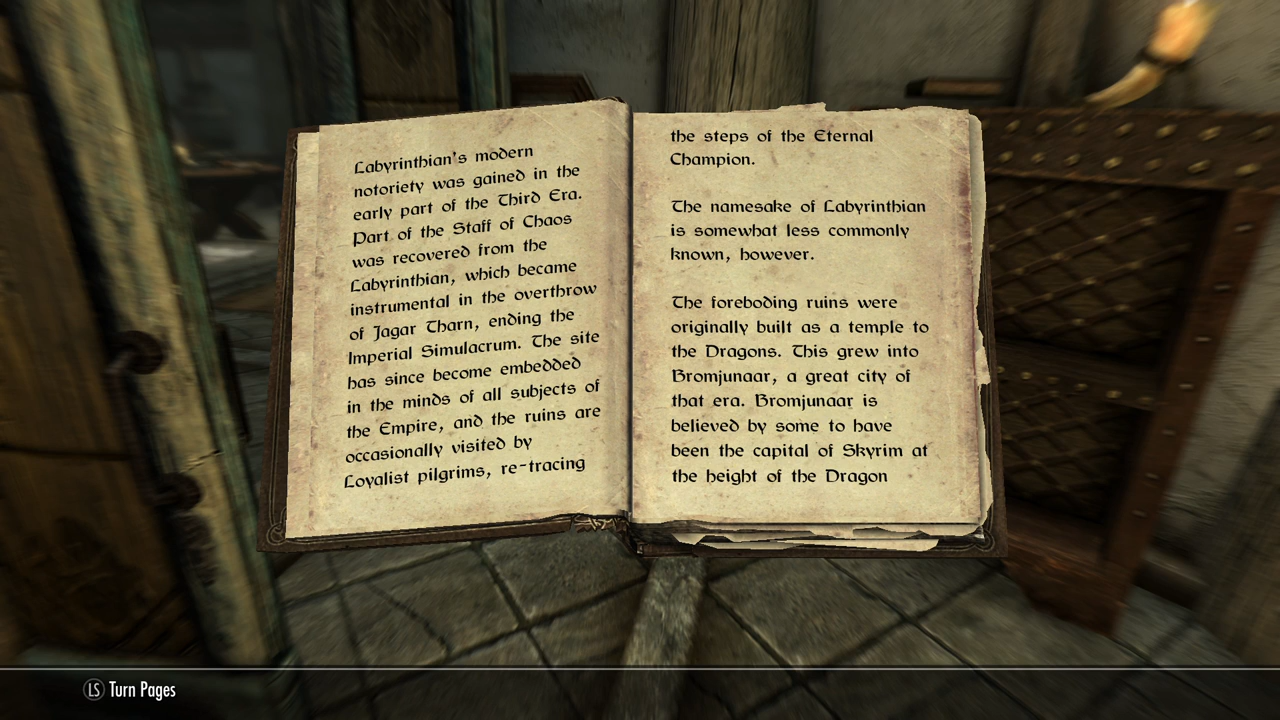 Labyrinthian's modern
notoriety was gained in the
early part of the Third Era.
Part of the Staff of Chaos
was recovered from the
Labyrinthian, which became
instrumental in the overthrow
of Jagar Tharn, ending the
Imperial Simulacrum. The site
has since become embedded
in the minds of all subjects of
the Empire, and the ruins are
occasionally visited by
Loyalist pilgrims, re-tracing
the steps of the Eternal
Champion.
The namesake of Labyrinthian
is somewhat less commonly
known, however.
The foreboding ruins were
originally built as a temple to
the Dragons. This grew into
Bromjunaar, a great city of
that era. Bromjunaar is
believed by some to have
been the capital of Skyrim at
the height of the Dragon
LS Turn Pages